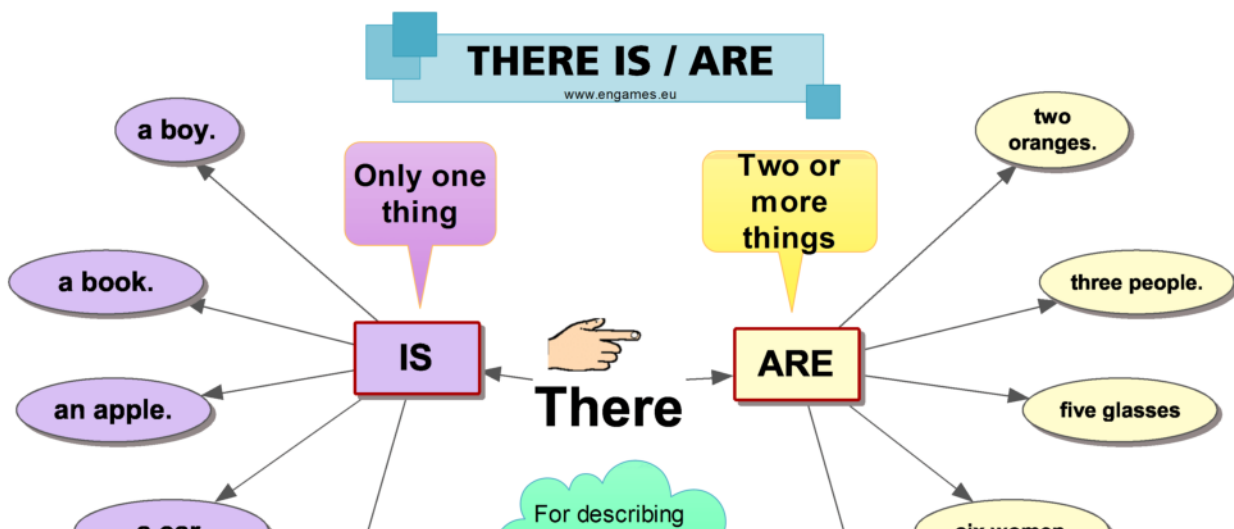 THERE IS / ARE
www.engames.eu
a boy.
Only one
thing
Two or
more
things
two
oranges.
a book.
three people.
IS
There
ARE
an apple.
five glasses
For describing